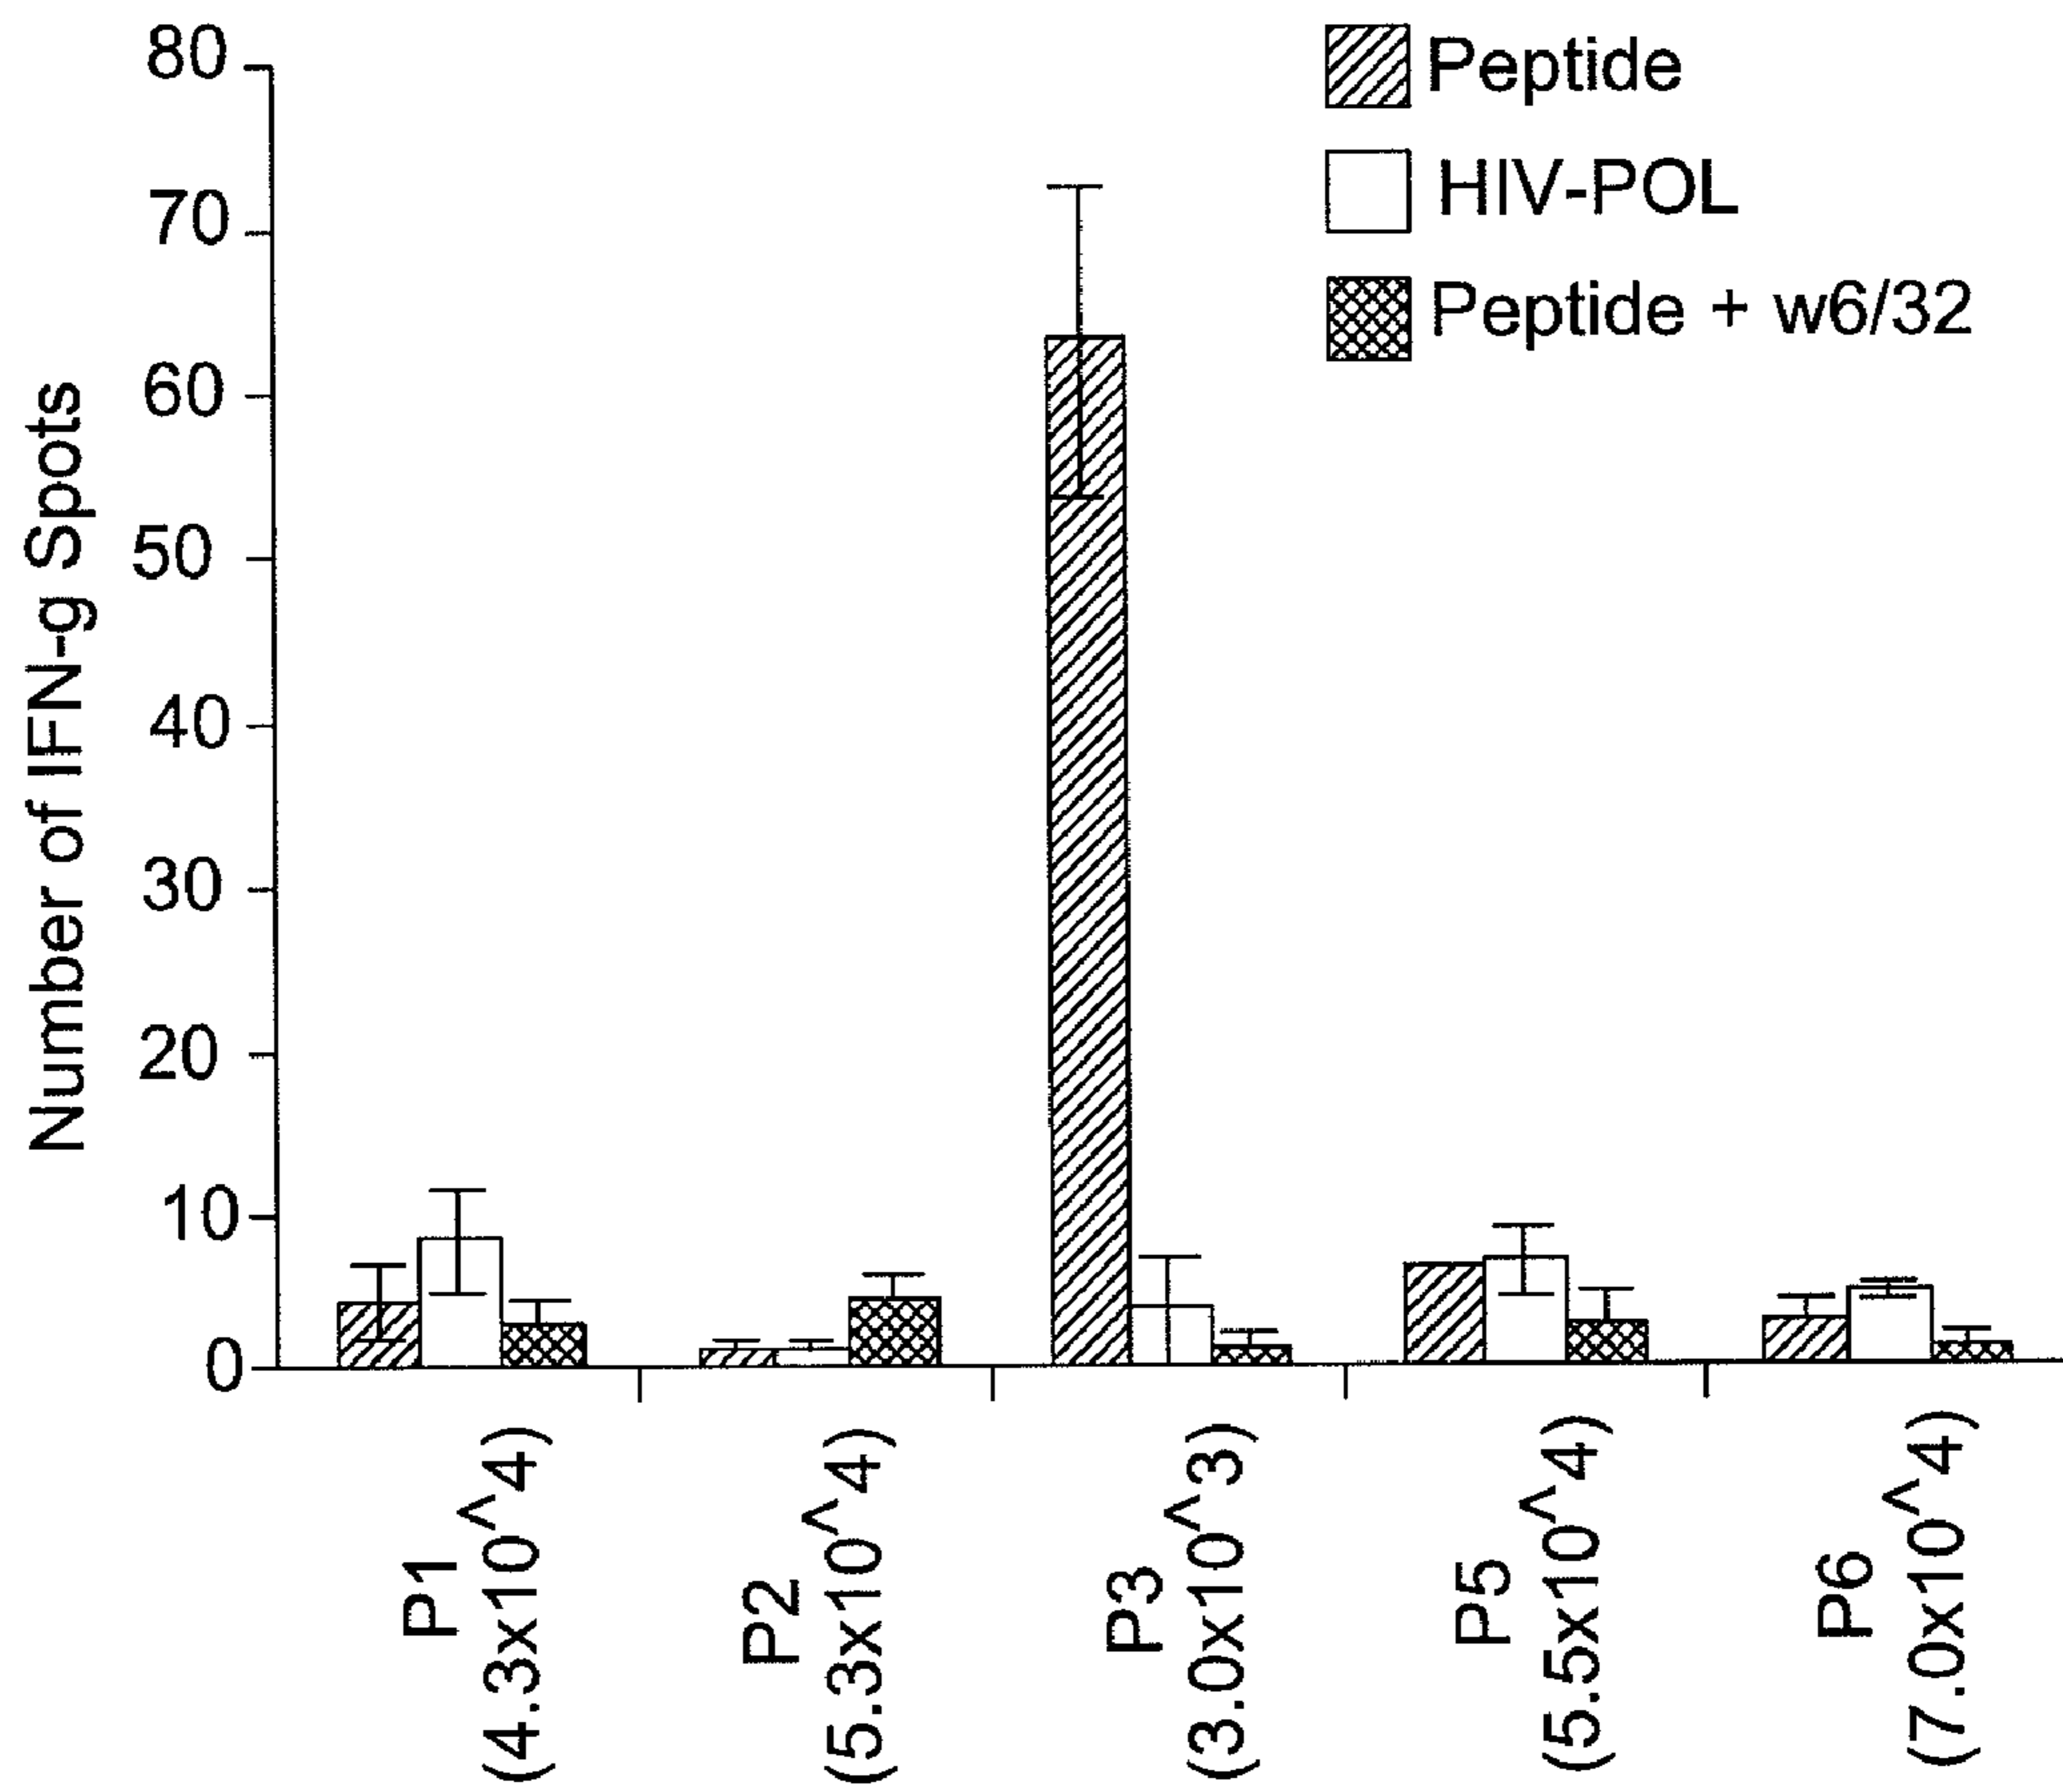 Number of IFN-g Spots
80
70
60
50
40
30
20
10
0
Peptide
HIV-POL
Peptide + w6/32
P1
(4.3x10^4)
P2
(5.3x10^4)
P3
(3.0x10^3)
P5
(5.5x10^4)
P6
(7.0x10^4)